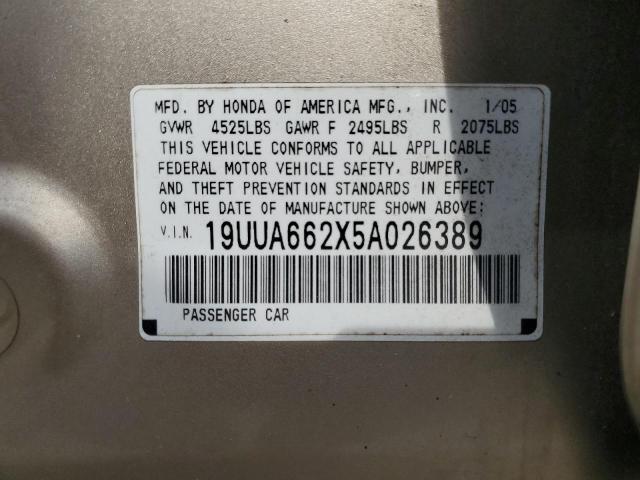 MFD. BY HONDA OF AMERICA MFG., INC. 1/05
GVWR 4525LBS GAWR F 2495LBS R 2075LBS
THIS VEHICLE CONFORMS TO ALL APPLICABLE
FEDERAL MOTOR VEHICLE SAFETY, BUMPER,
AND THEFT PREVENTION STANDARDS IN EFFECT
ON THE DATE OF MANUFACTURE SHOWN ABOVE:
V.I.N. 19UUA662X5A026389
PASSENGER CAR